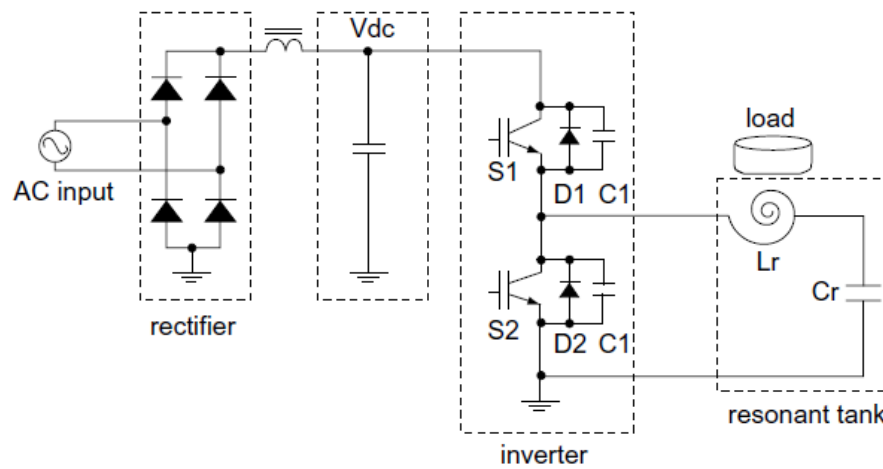 Vdc
AC input
rectifier
S1
D1 C1
S2
D2 C1
inverter
load
Lr
Cr
resonant tank